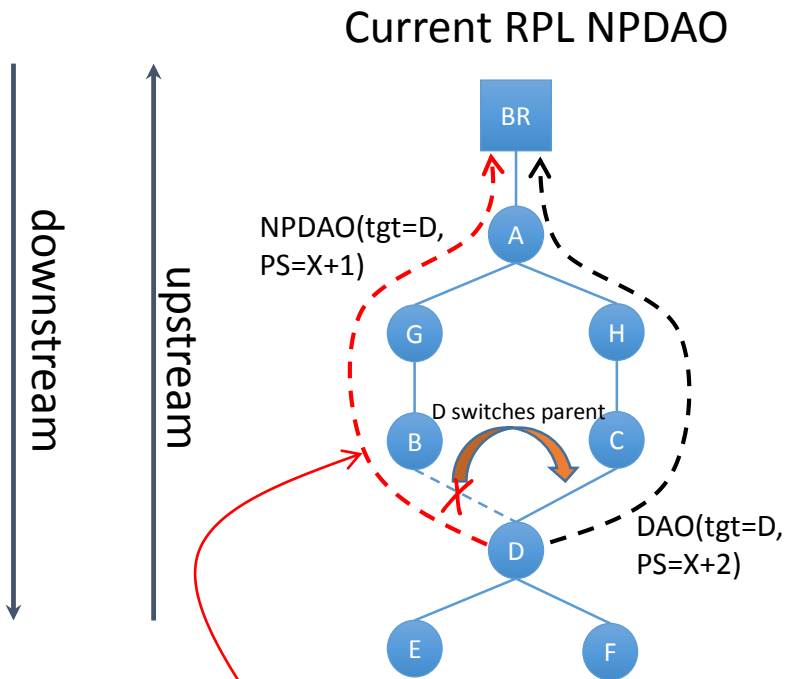 Current RPL NPDAO
BR
downstream
upstream
NPDAO(tgt=D,
PS=X+1)
A
G
H
D switches parent
B
C
D
DAO(tgt=D,
PS=X+2)
E
F